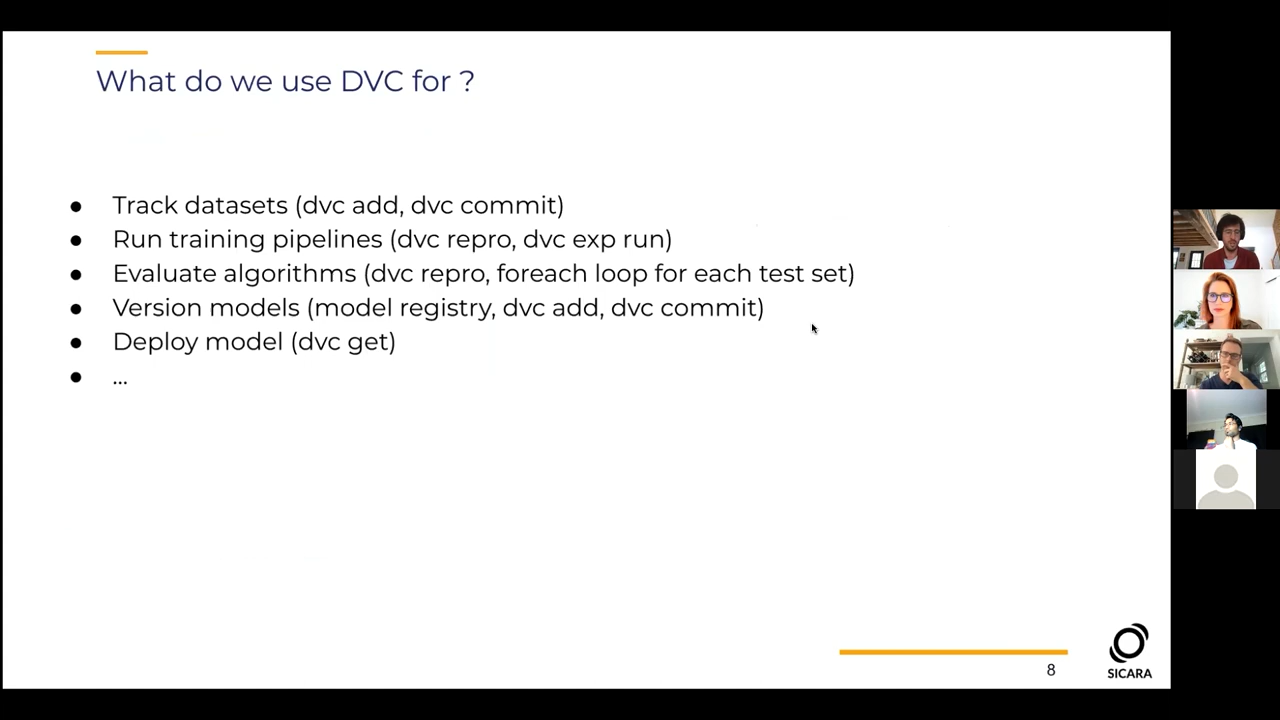 What do we use DVC for ?
● Track datasets (dvc add, dvc commit)
● Run training pipelines (dvc repro, dvc exp run)
● Evaluate algorithms (dvc repro, foreach loop for each test set)
● Version models (model registry, dvc add, dvc commit)
● Deploy model (dvc get)
● ...
8
SICARA